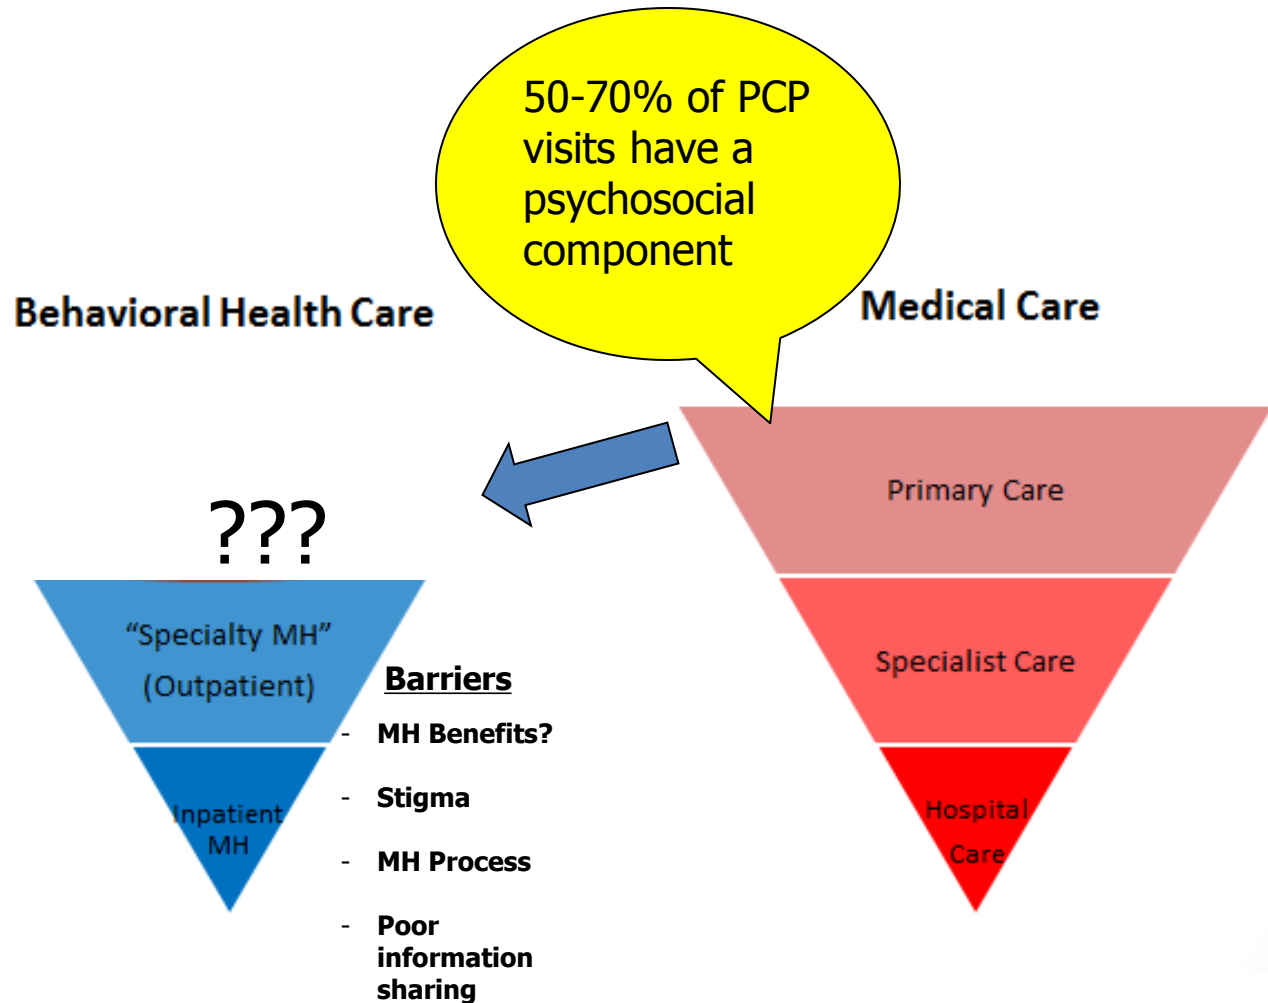 50-70% of PCP
visits have a
psychosocial
component
Behavioral Health Care
Medical Care
Primary Care
???
"Specialty MH"
(Outpatient)
Specialist Care
Barriers
- MH Benefits?
- Stigma
Inpatient
MH
Hospital
Care
- MH Process
- Poor
information
sharing